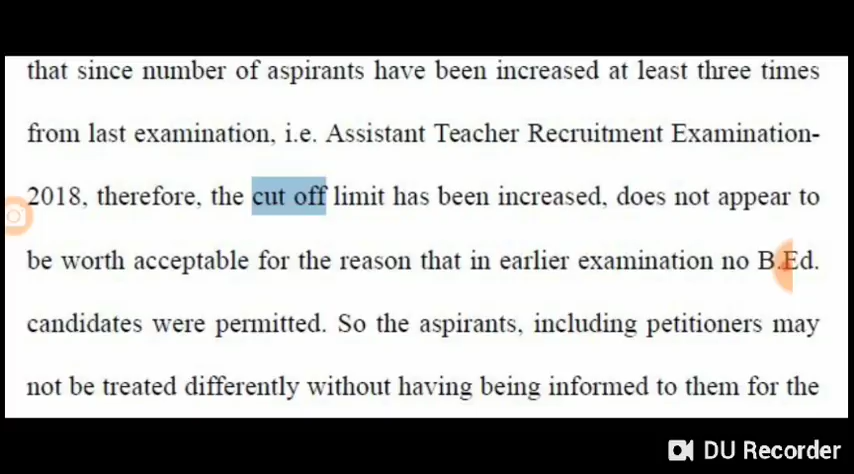 that since number of aspirants have been increased at least three times
from last examination, i.e. Assistant Teacher Recruitment Examination-
2018, therefore, the cut off limit has been increased, does not appear to
be worth acceptable for the reason that in earlier examination no B.Ed.
candidates were permitted. So the aspirants, including petitioners may
not be treated differently without having being informed to them for the
DU Recorder